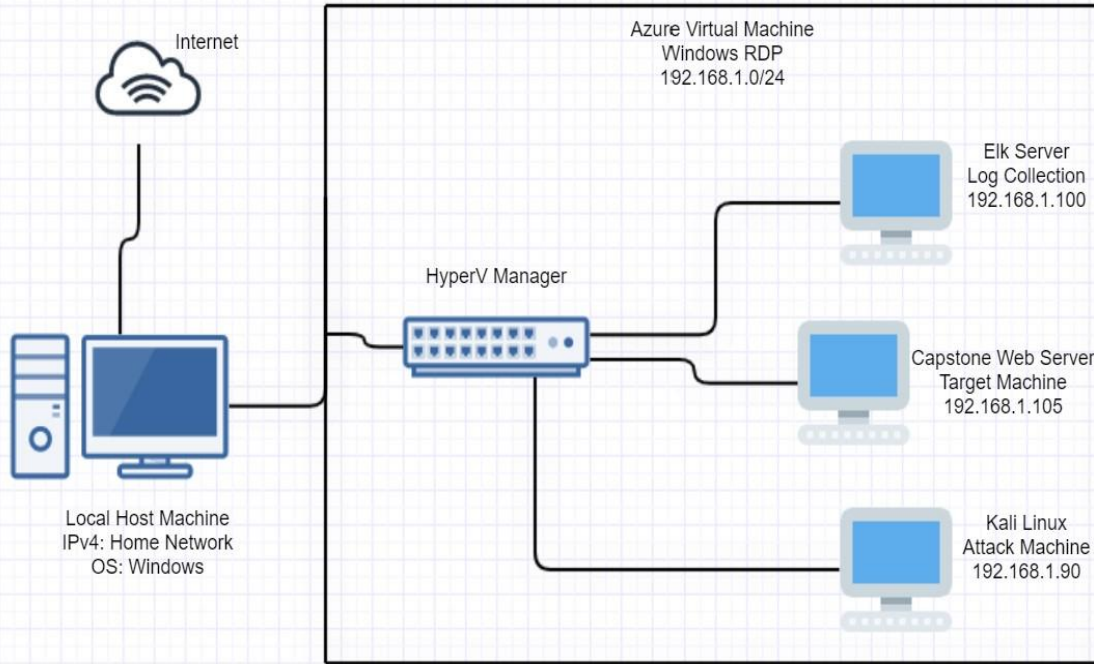 Internet
Azure Virtual Machine
Windows RDP
192.168.1.0/24
Elk Server
Log Collection
192.168.1.100
HyperV Manager
Capstone Web Server
Target Machine
192.168.1.105
Local Host Machine
IPv4: Home Network
OS: Windows
Kali Linux
Attack Machine
192.168.1.90